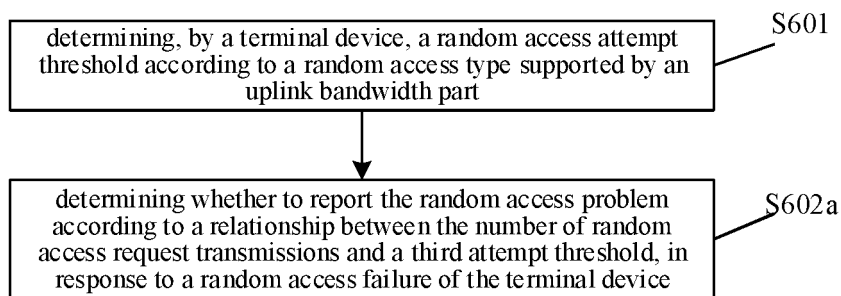 determining, by a terminal device, a random access attempt
threshold according to a random access type supported by an
uplink bandwidth part
S601
determining whether to report the random access problem
according to a relationship between the number of random
access request transmissions and a third attempt threshold, in
response to a random access failure of the terminal device
S602a